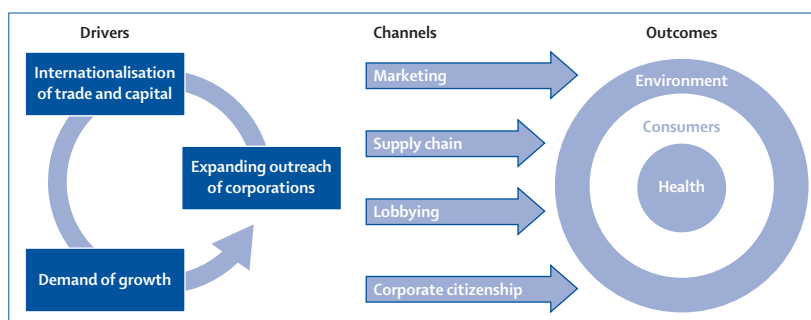 Drivers
Channels
Outcomes
Internationalisation
of trade and capital
Expanding outreach
of corporations
Demand of growth
Marketing
Supply chain
Lobbying
Corporate citizenship
Environment
Consumers
Health